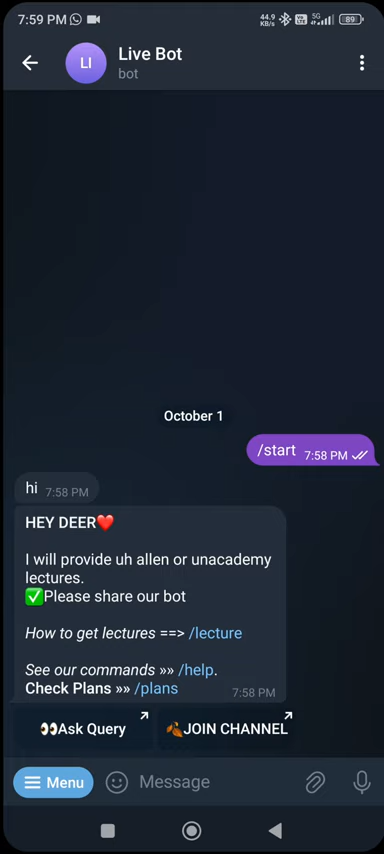 7:59 PM
44.9
KB/s
5G
89
LI
Live Bot
bot
October 1
/start 7:58 PM
hi 7:58 PM
HEY DEER❤️
I will provide uh allen or unacademy
lectures.
✅Please share our bot
How to get lectures ==> /lecture
See our commands »» /help.
Check Plans »» /plans
7:58 PM
👀Ask Query
🍂JOIN CHANNEL
Menu
Message